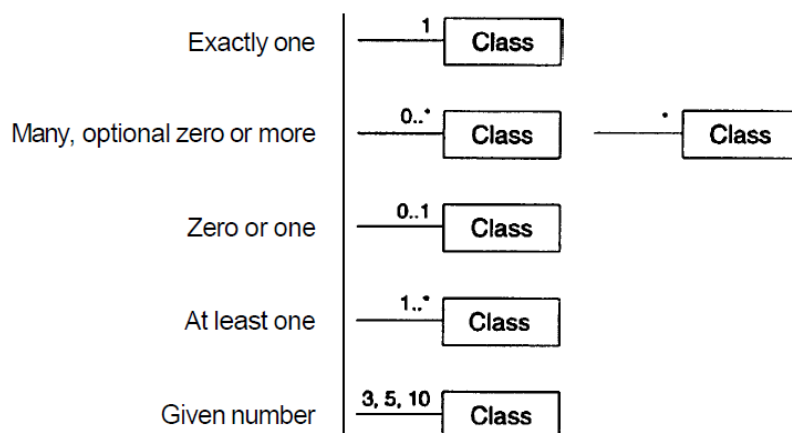 Exactly one 1 Class
Many, optional zero or more 0..* Class * Class
Zero or one 0..1 Class
At least one 1..* Class
Given number 3, 5, 10 Class